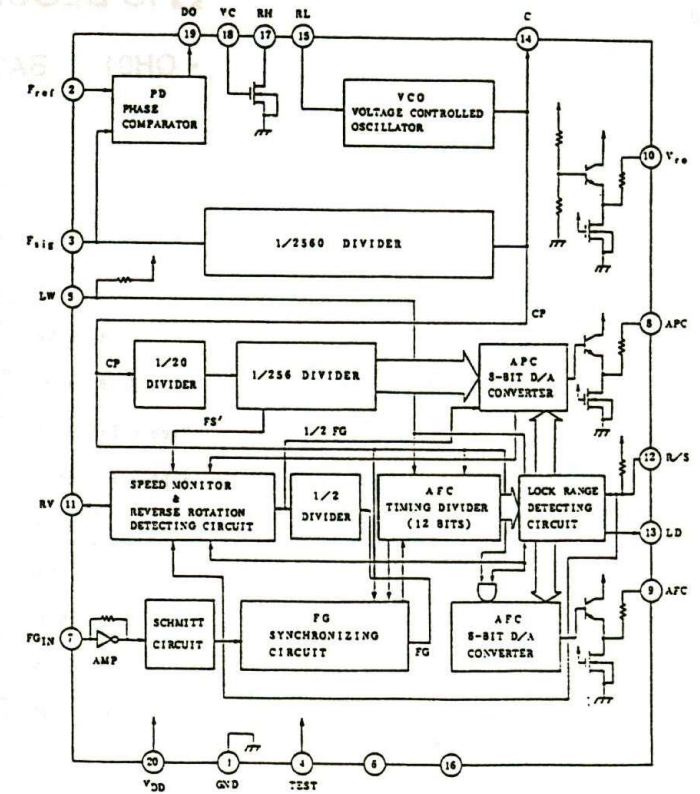 DO VC RH RL C
19 18 17 15 14
Fref 2
PD
PHASE
COMPARATOR
VCO
VOLTAGE CONTROLLED
OSCILLATOR
10 Vre
Fsig 3
1/2560 DIVIDER
LW 5
CP
8 APC
CP
1/20
DIVIDER
1/256 DIVIDER
APC
8-BIT D/A
CONVERTER
FS'
1/2 FG
12 R/S
RV 11
SPEED MONITOR
&
REVERSE ROTATION
DETECTING CIRCUIT
1/2
DIVIDER
AFC
TIMING DIVIDER
(12 BITS)
LOCK RANGE
DETECTING
CIRCUIT
13 LD
9 AFC
FGIN 7
AMP
SCHMITT
CIRCUIT
FG
SYNCHRONIZING
CIRCUIT
FG
AFC
8-BIT D/A
CONVERTER
20 1 4 6 16
VDD GND TEST